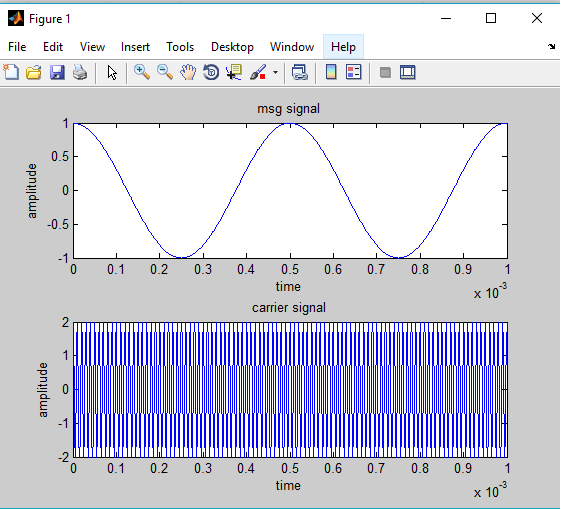 Figure 1
File Edit View Insert Tools Desktop Window Help
msg signal
1
0.5
0
-0.5
-1
amplitude
0 0.1 0.2 0.3 0.4 0.5 0.6 0.7 0.8 0.9 1
time
x 10^-3
carrier signal
2
1
0
-1
-2
amplitude
0 0.1 0.2 0.3 0.4 0.5 0.6 0.7 0.8 0.9 1
time
x 10^-3